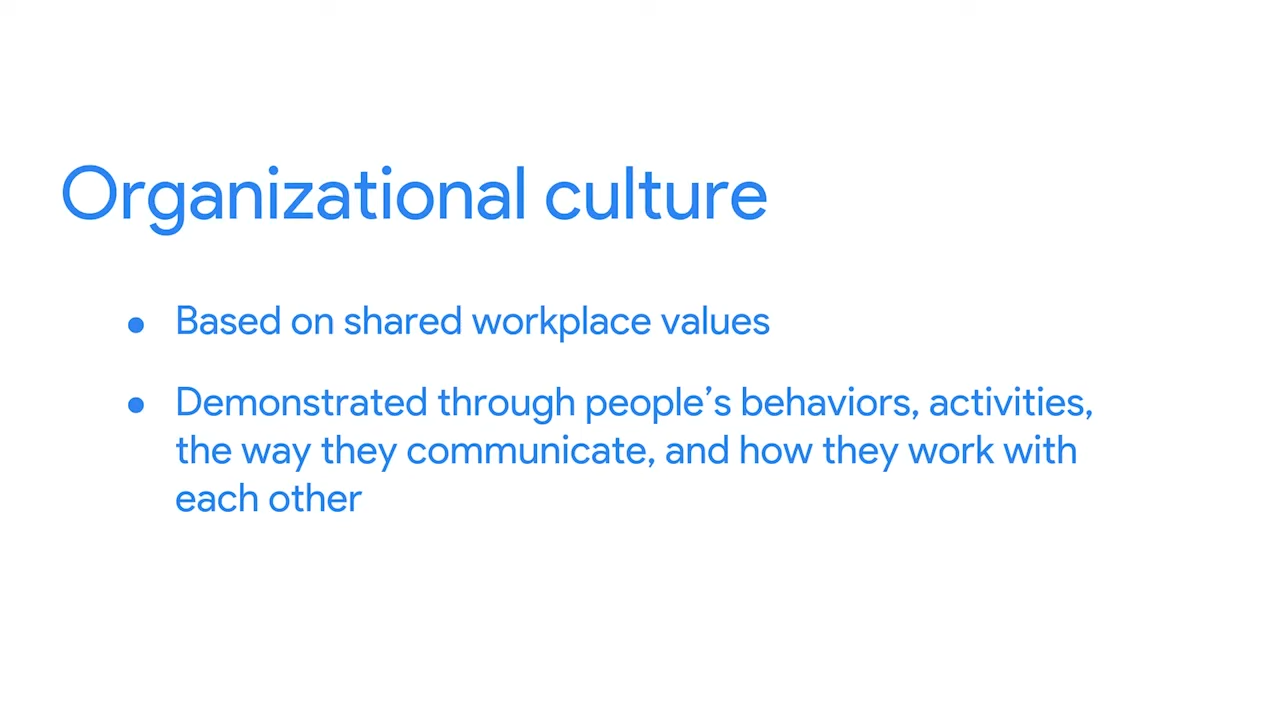 Organizational culture
● Based on shared workplace values
● Demonstrated through people’s behaviors, activities,
the way they communicate, and how they work with
each other